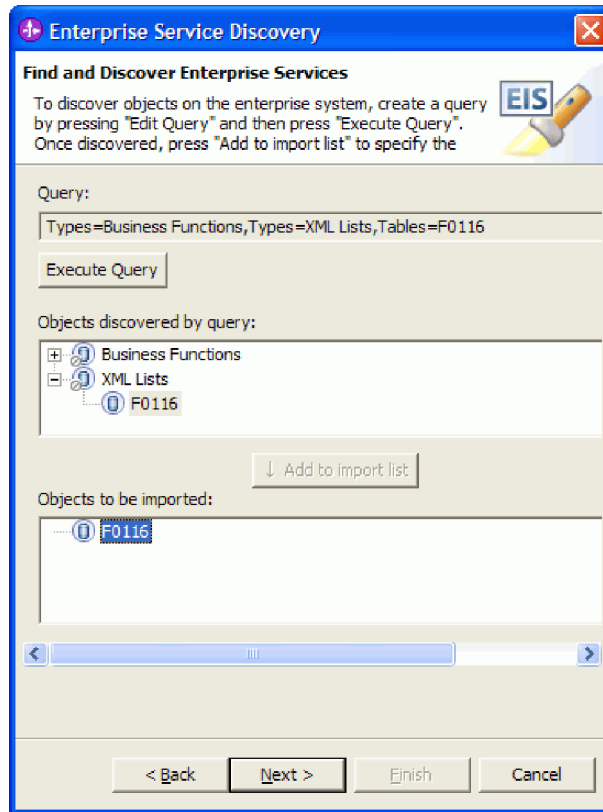 Enterprise Service Discovery
Find and Discover Enterprise Services
To discover objects on the enterprise system, create a query
by pressing "Edit Query" and then press "Execute Query".
Once discovered, press "Add to import list" to specify the
EIS
Query:
Types=Business Functions,Types=XML Lists,Tables=F0116
Execute Query
Objects discovered by query:
Business Functions
XML Lists
F0116
↓ Add to import list
Objects to be imported:
F0116
< Back Next > Finish Cancel